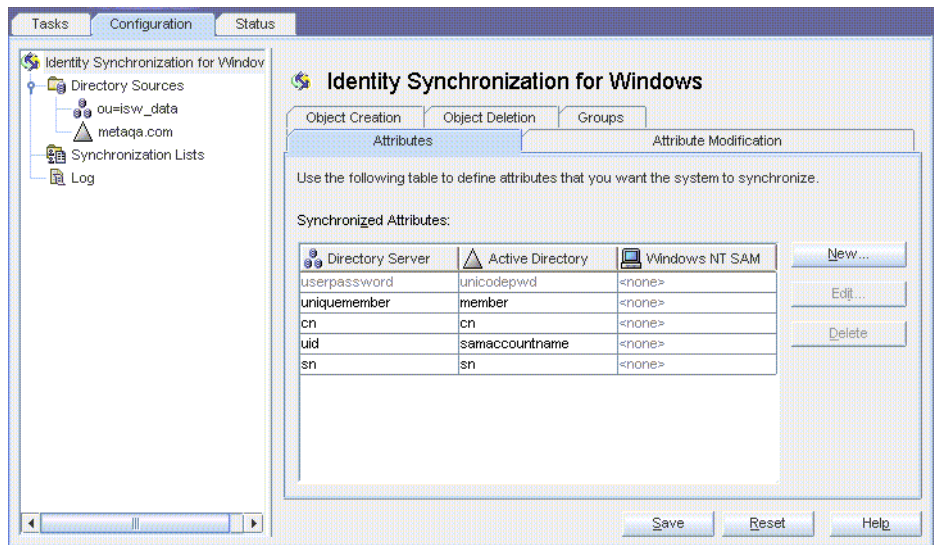 Tasks
Configuration
Status
Identity Synchronization for Window
Directory Sources
ou=isw_data
metaqa.com
Synchronization Lists
Log
Identity Synchronization for Windows
Object Creation
Object Deletion
Groups
Attributes
Attribute Modification
Use the following table to define attributes that you want the system to synchronize.
Synchronized Attributes:
Directory Server
Active Directory
Windows NT SAM
userpassword
unicodepwd
<none>
uniquemember
member
<none>
cn
cn
<none>
uid
samaccountname
<none>
sn
sn
<none>
New...
Edit...
Delete
Save
Reset
Help